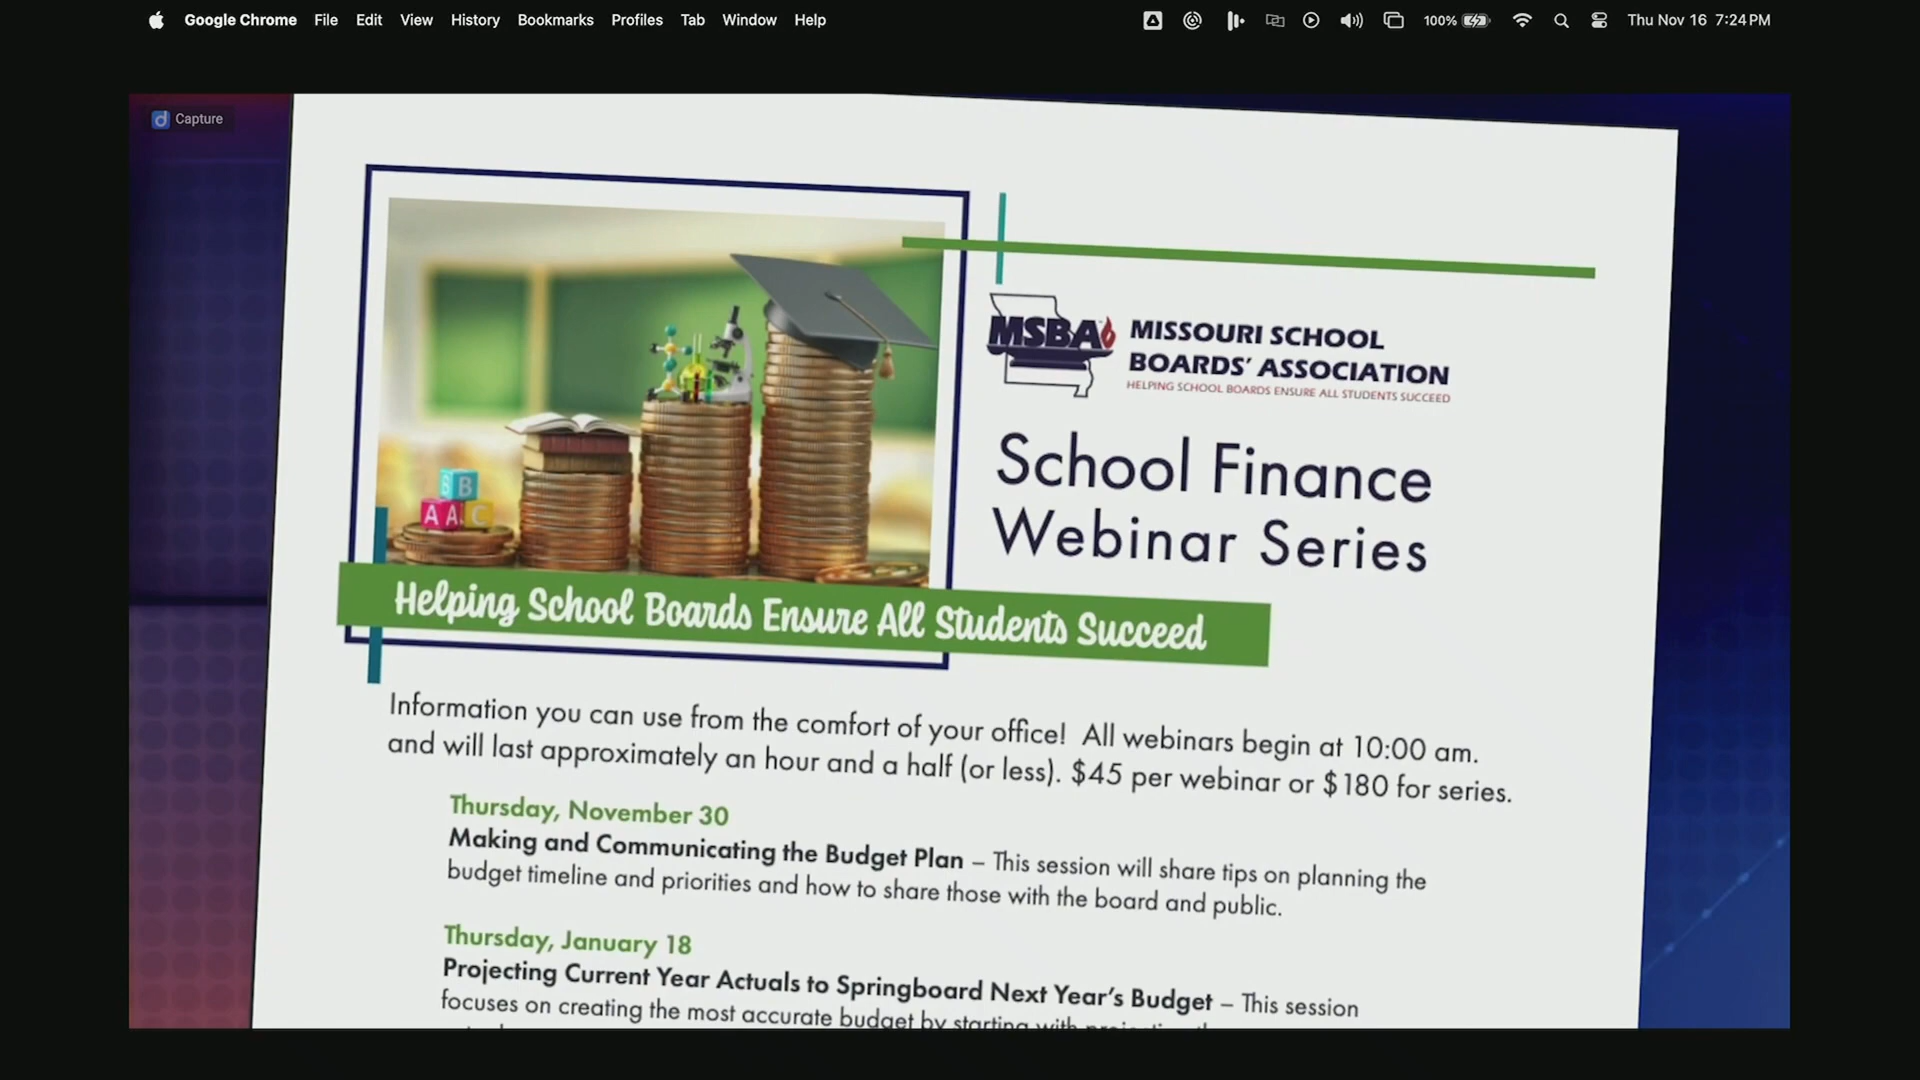 Google Chrome File Edit View History Bookmarks Profiles Tab Window Help 100% Thu Nov 16 7:24 PM
Capture
MSBA MISSOURI SCHOOL
BOARDS' ASSOCIATION
HELPING SCHOOL BOARDS ENSURE ALL STUDENTS SUCCEED
School Finance
Webinar Series
B B
A A C
Helping School Boards Ensure All Students Succeed
Information you can use from the comfort of your office! All webinars begin at 10:00 am.
and will last approximately an hour and a half (or less). $45 per webinar or $180 for series.
Thursday, November 30
Making and Communicating the Budget Plan – This session will share tips on planning the
budget timeline and priorities and how to share those with the board and public.
Thursday, January 18
Projecting Current Year Actuals to Springboard Next Year's Budget – This session
focuses on creating the most accurate budget by starting with